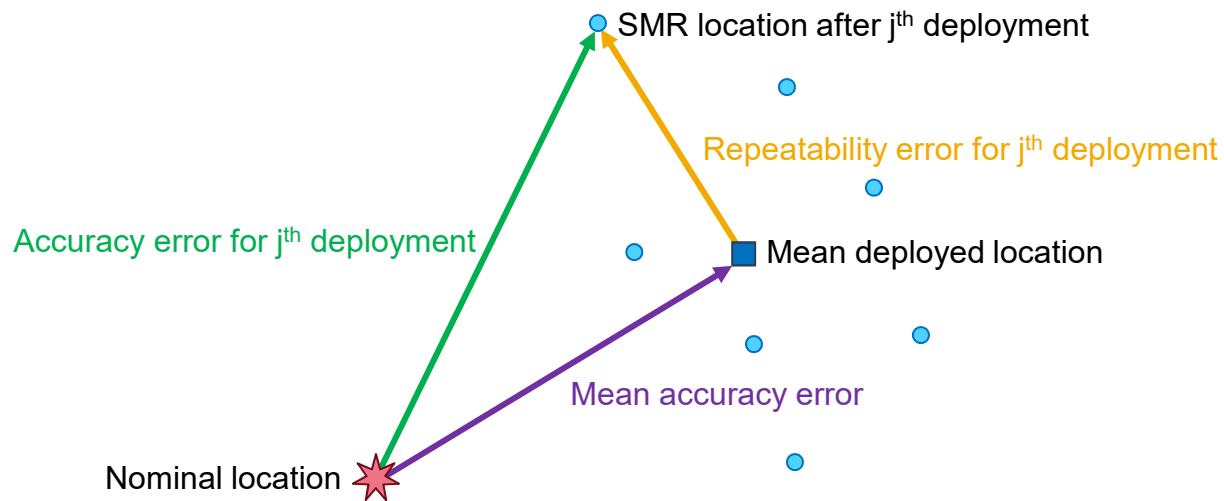 SMR location after jth deployment
Repeatability error for jth deployment
Accuracy error for jth deployment
Mean deployed location
Mean accuracy error
Nominal location